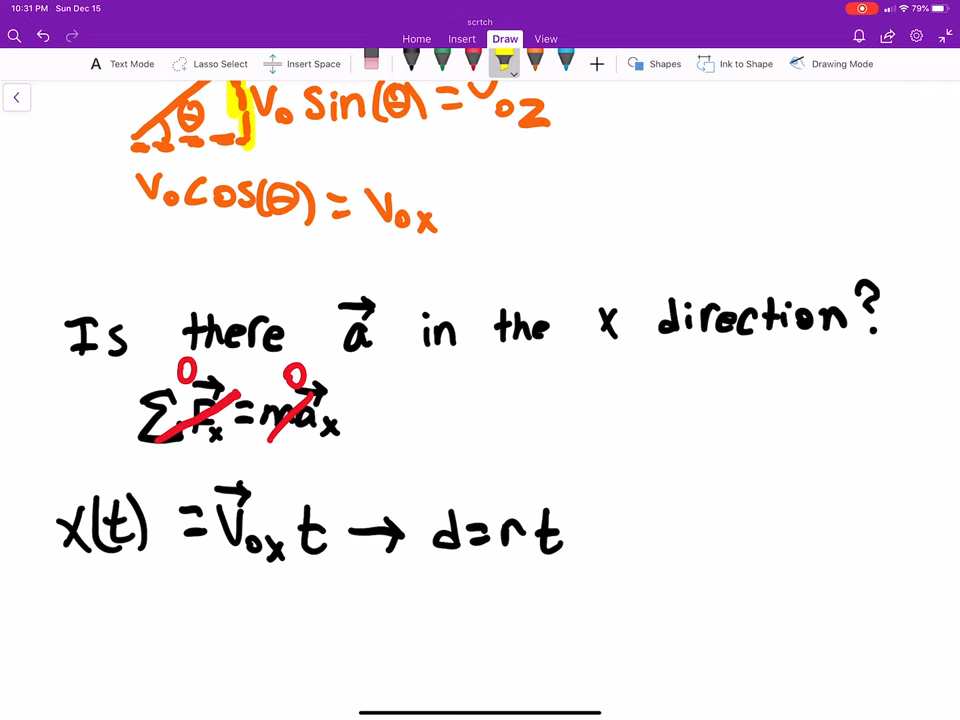 10:31 PM Sun Dec 15 79%
scrtch
Home Insert Draw View
Text Mode Lasso Select Insert Space Shapes Ink to Shape Drawing Mode
θ V₀ sin(θ) = V₀z
V₀cos(θ) = V₀x
Is there a⃗ in the x direction?
0 0
∑F⃗x = ma⃗x
x(t) = V⃗₀x t → d = rt